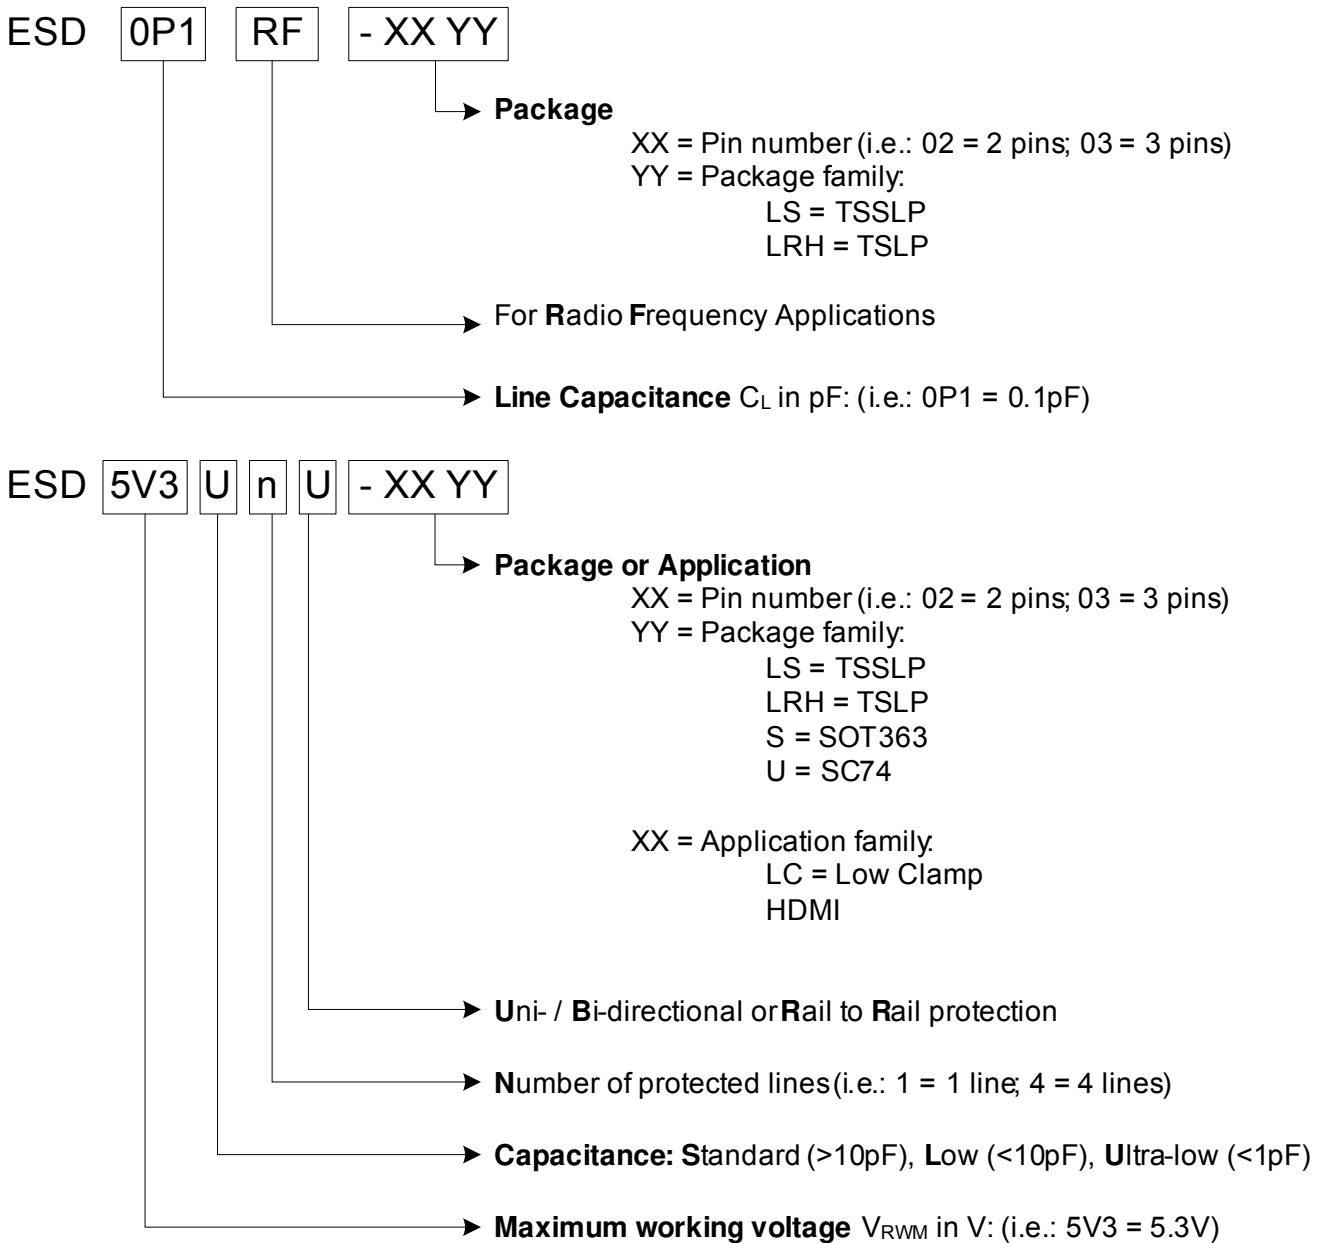 ESD 0P1 RF - XX YY
Package
XX = Pin number (i.e.: 02 = 2 pins; 03 = 3 pins)
YY = Package family:
LS = TSSLP
LRH = TSLP
For Radio Frequency Applications
Line Capacitance CL in pF: (i.e.: 0P1 = 0.1pF)
ESD 5V3 U n U - XX YY
Package or Application
XX = Pin number (i.e.: 02 = 2 pins; 03 = 3 pins)
YY = Package family:
LS = TSSLP
LRH = TSLP
S = SOT363
U = SC74
XX = Application family:
LC = Low Clamp
HDMI
Uni- / Bi-directional or Rail to Rail protection
Number of protected lines (i.e.: 1 = 1 line; 4 = 4 lines)
Capacitance: Standard (>10pF), Low (<10pF), Ultra-low (<1pF)
Maximum working voltage VRWM in V: (i.e.: 5V3 = 5.3V)